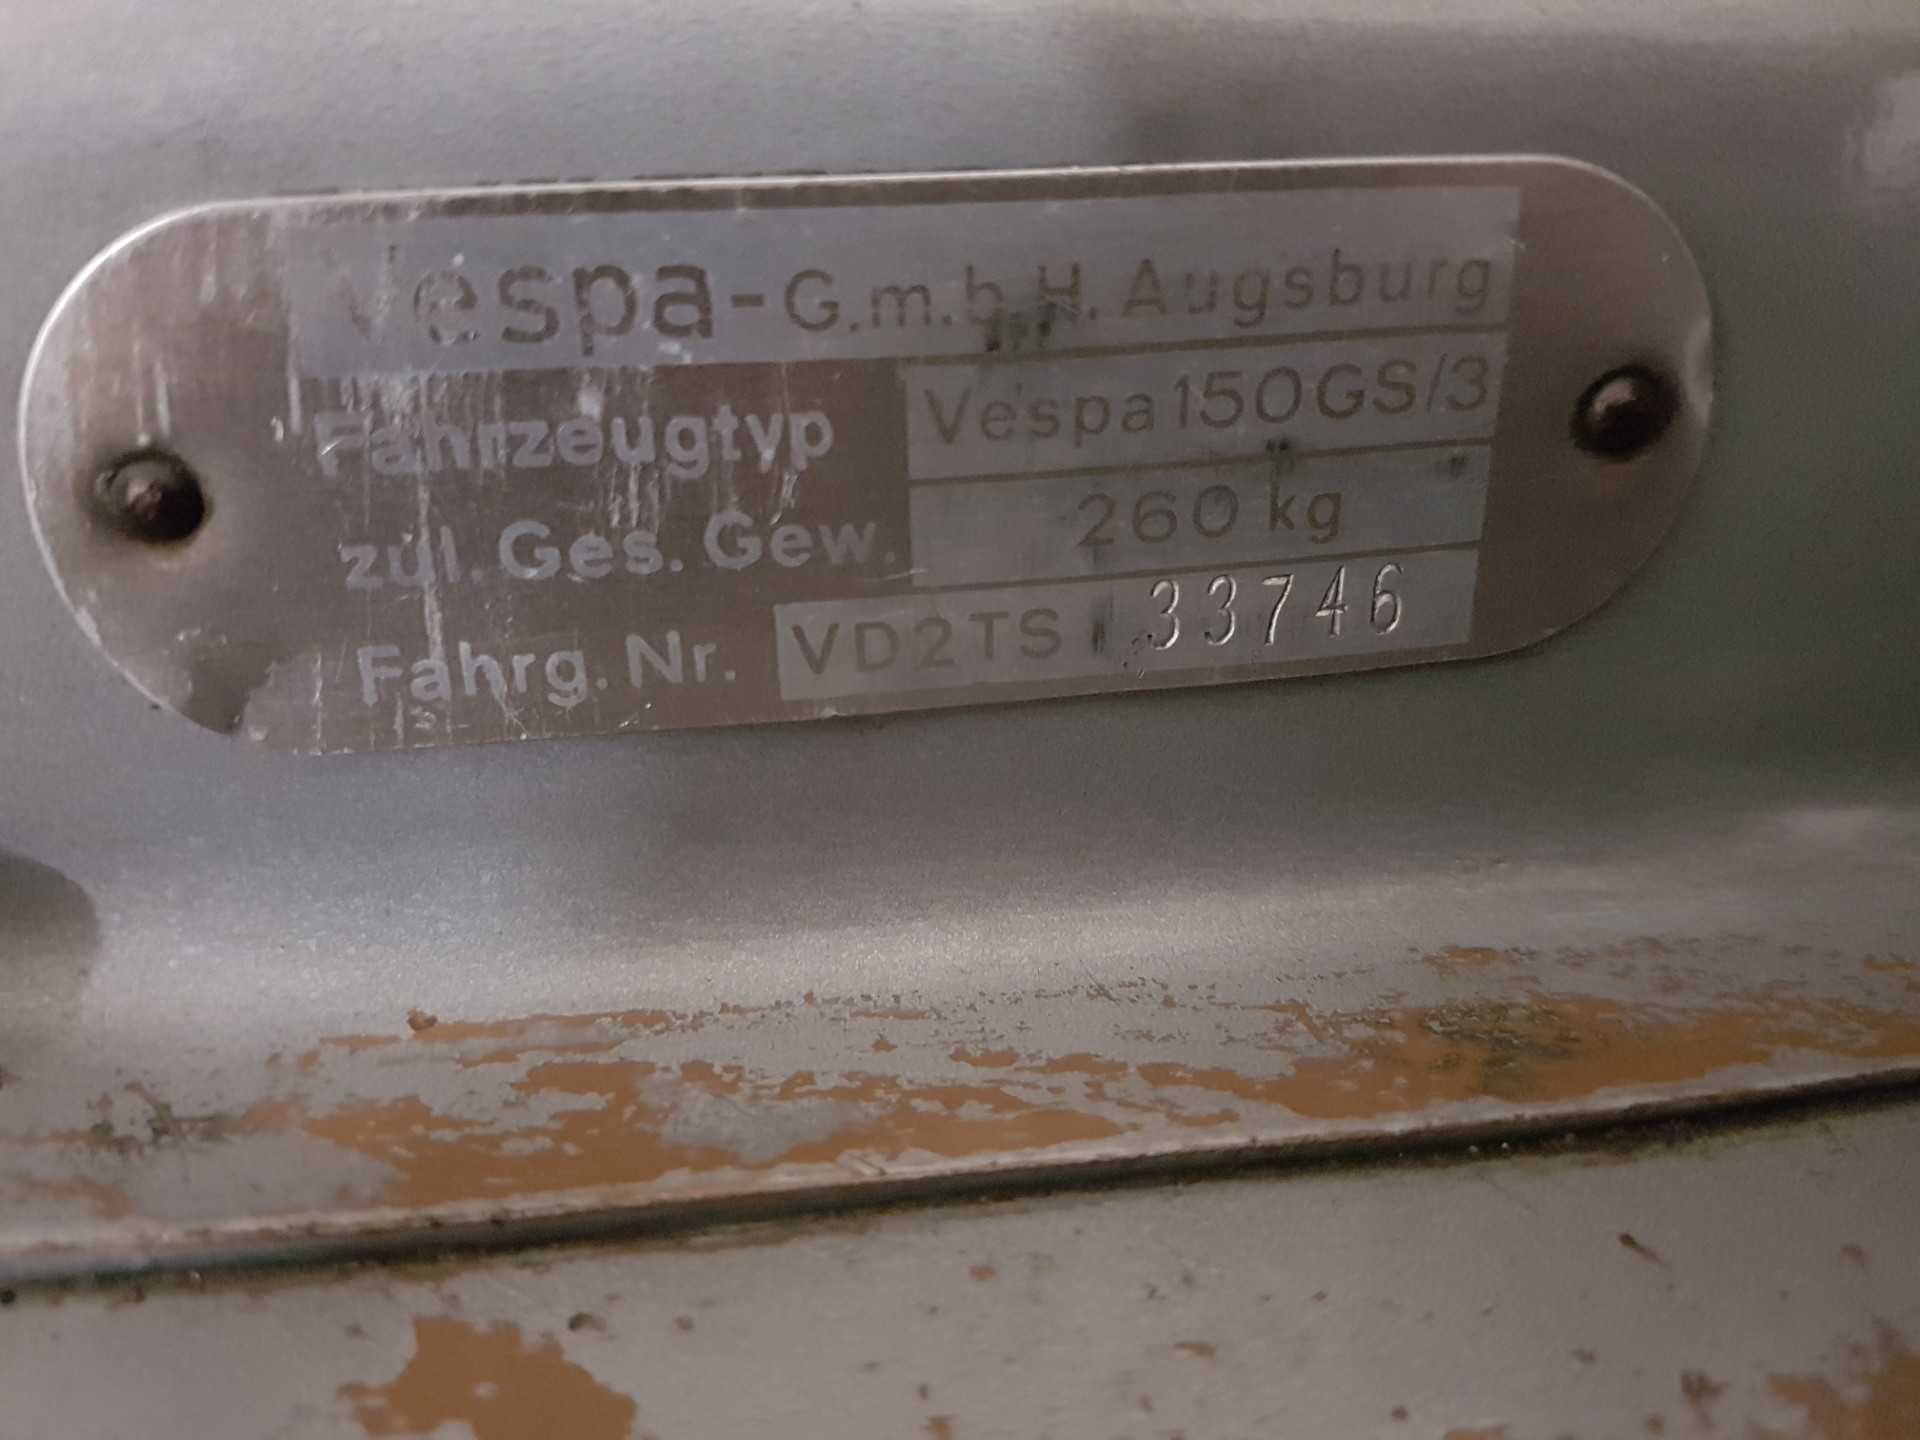 Vespa-G.m.b.H. Augsburg
Fahrzeugtyp Vespa 150 GS/3
zul. Ges. Gew. 260 kg
Fahrg. Nr. VD2TS 33746